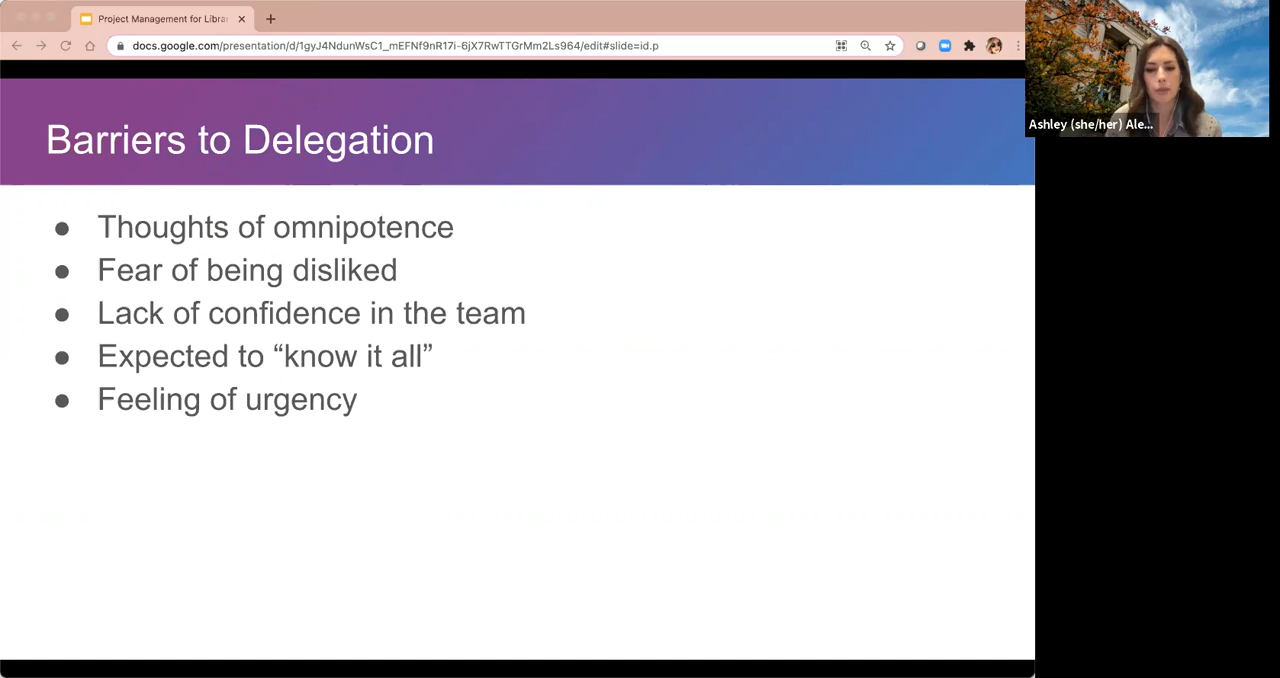 Project Management for Libra
docs.google.com/presentation/d/1gyJ4NdunWsC1_mEFNf9nR17i-6jX7RwTTGrMm2Ls964/edit#slide=id.p
Ashley (she/her) Ale...
Barriers to Delegation
● Thoughts of omnipotence
● Fear of being disliked
● Lack of confidence in the team
● Expected to “know it all”
● Feeling of urgency